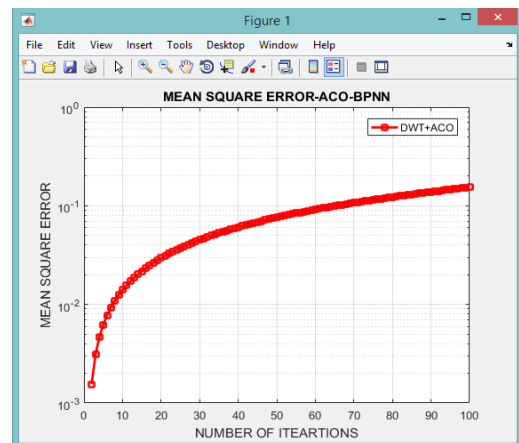 Figure 1
File Edit View Insert Tools Desktop Window Help
MEAN SQUARE ERROR-ACO-BPNN
DWT+ACO
MEAN SQUARE ERROR
10^0
10^-1
10^-2
10^-3
0 10 20 30 40 50 60 70 80 90 100
NUMBER OF ITEARTIONS